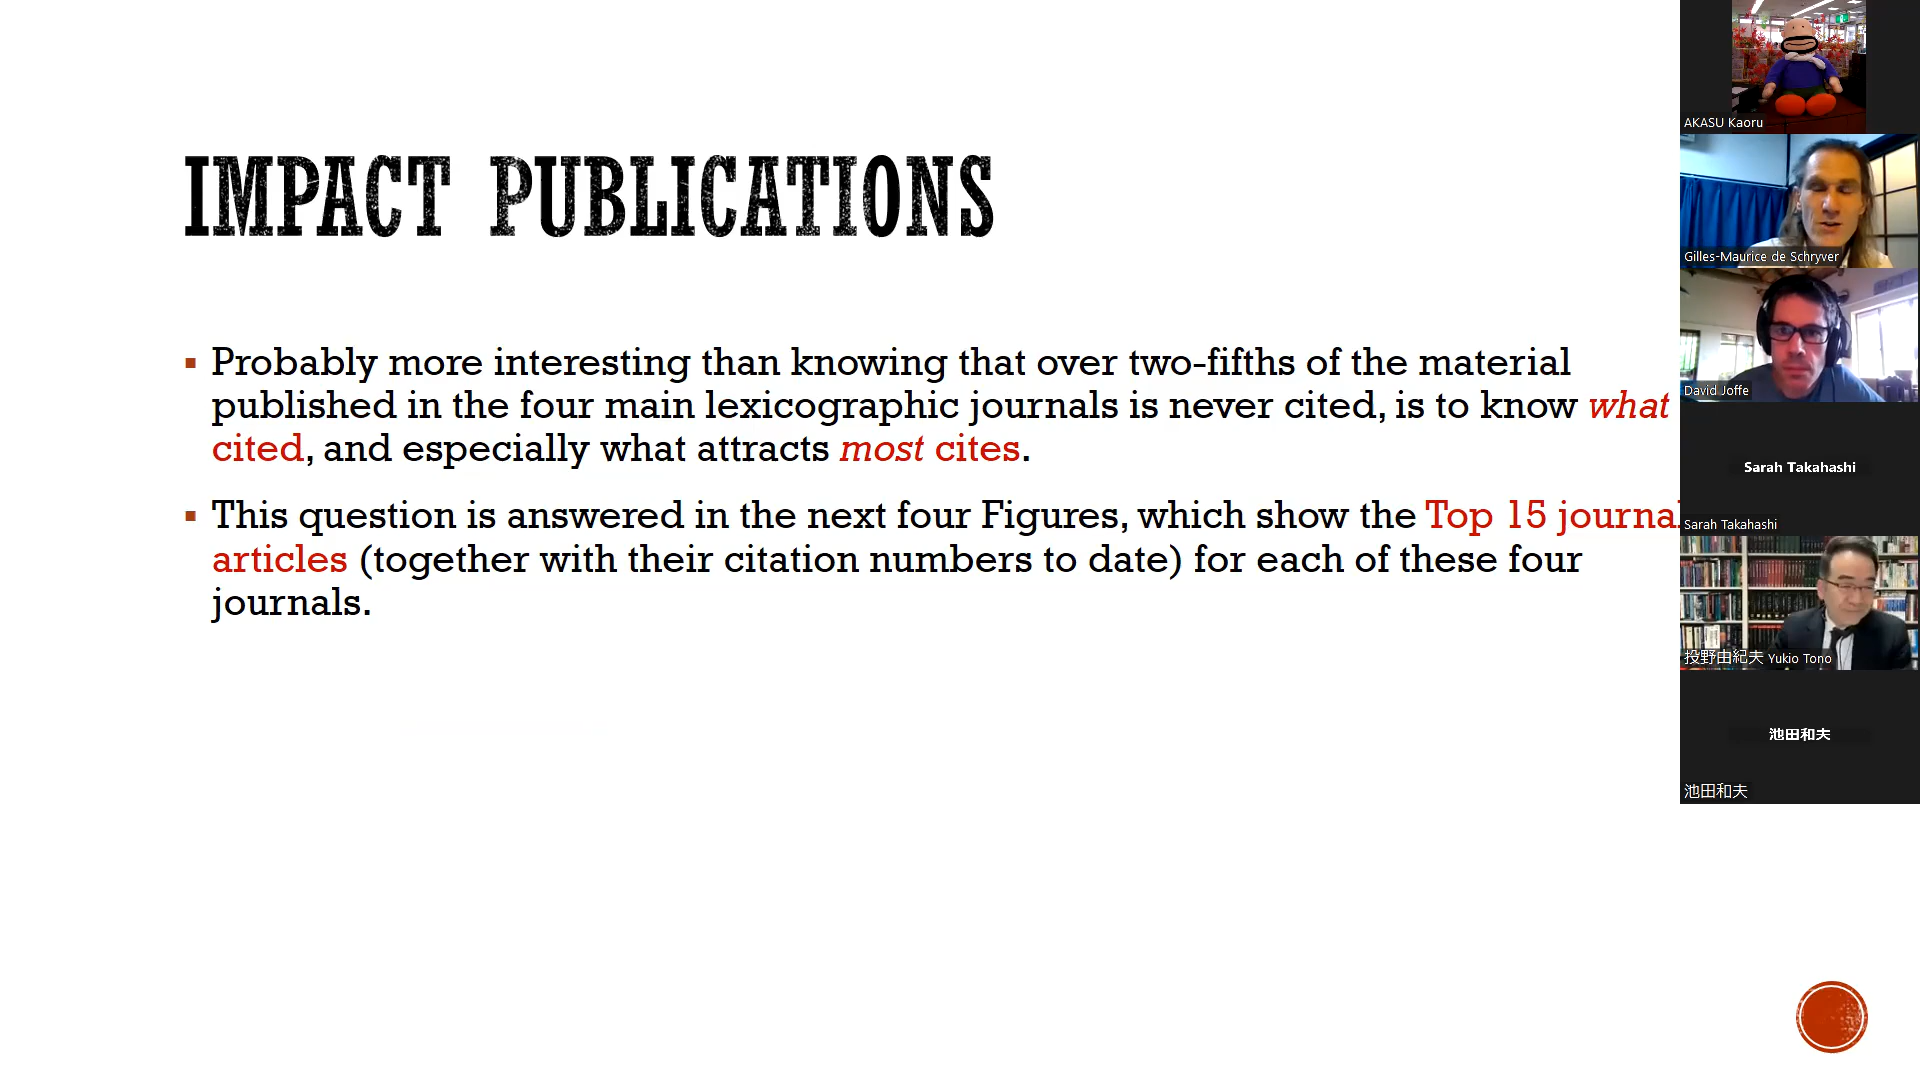 IMPACT PUBLICATIONS
▪ Probably more interesting than knowing that over two-fifths of the material
published in the four main lexicographic journals is never cited, is to know what
cited, and especially what attracts most cites.
▪ This question is answered in the next four Figures, which show the Top 15 journal
articles (together with their citation numbers to date) for each of these four
journals.
AKASU Kaoru
Gilles-Maurice de Schryver
David Joffe
Sarah Takahashi
Sarah Takahashi
投野由紀夫 Yukio Tono
池田和夫
池田和夫